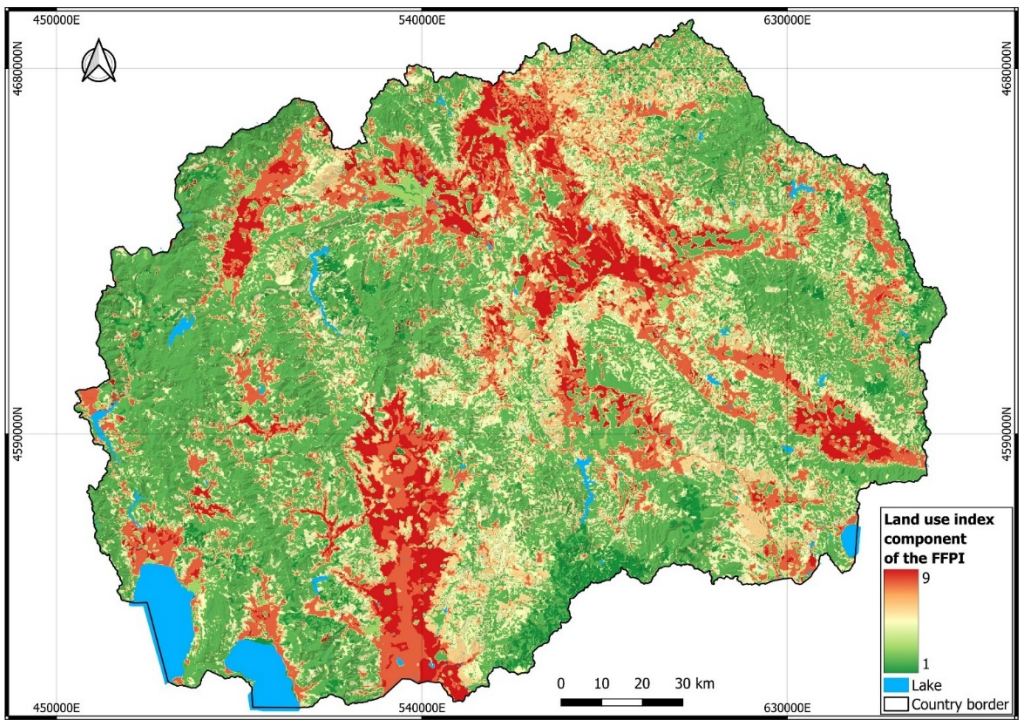 450000E 540000E 630000E
4680000N 4680000N
4590000N 4590000N
Land use index
component
of the FFPI
9
1
Lake
Country border
0 10 20 30 km
450000E 540000E 630000E